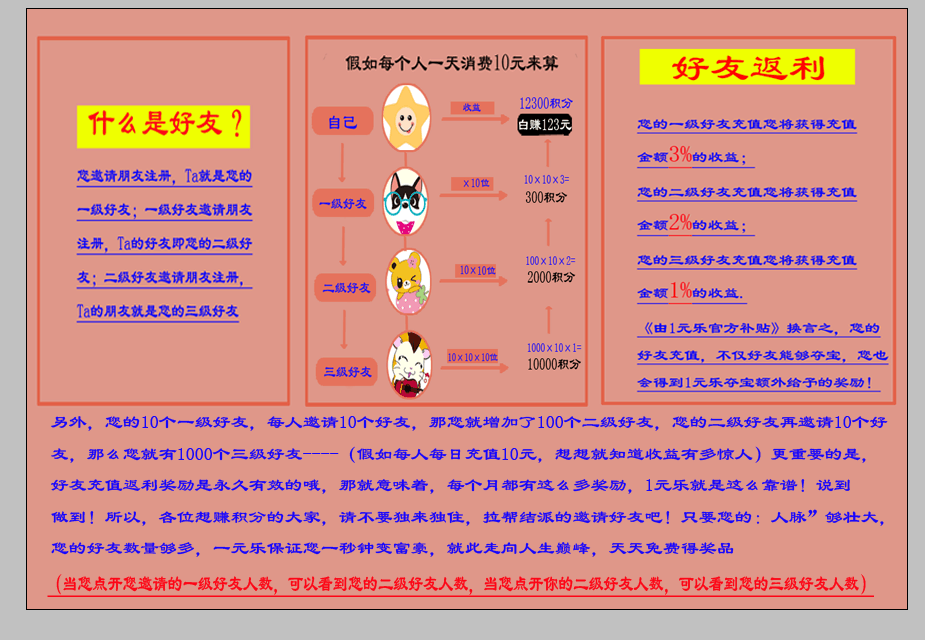 什么是好友?
您邀请朋友注册，Ta就是您的
一级好友；一级好友邀请朋友
注册，Ta的好友即您的二级好
友；二级好友邀请朋友注册，
Ta的朋友就是您的三级好友
假如每个人一天消费10元来算
自己
收益
12300积分
白赚123元
一级好友
×10位
10×10×3=
300积分
二级好友
10×10位
100×10×2=
2000积分
三级好友
10×10×10位
1000×10×1=
10000积分
好友返利
您的一级好友充值您将获得充值
金额3%的收益；
您的二级好友充值您将获得充值
金额2%的收益；
您的三级好友充值您将获得充值
金额1%的收益.
《由1元乐官方补贴》换言之，您的
好友充值，不仅好友能够夺宝，您也
会得到1元乐夺宝额外给予的奖励！
另外，您的10个一级好友，每人邀请10个好友，那您就增加了100个二级好友，您的二级好友再邀请10个好
友，那么您就有1000个三级好友----（假如每人每日充值10元，想想就知道收益有多惊人）更重要的是，
好友充值返利奖励是永久有效的哦，那就意味着，每个月都有这么多奖励，1元乐就是这么靠谱！说到
做到！所以，各位想赚积分的大家，请不要独来独住，拉帮结派的邀请好友吧！只要您的：人脉”够壮大，
您的好友数量够多，一元乐保证您一秒钟变富豪，就此走向人生巅峰，天天免费得奖品
（当您点开您邀请的一级好友人数，可以看到您的二级好友人数，当您点开你的二级好友人数，可以看到您的三级好友人数）